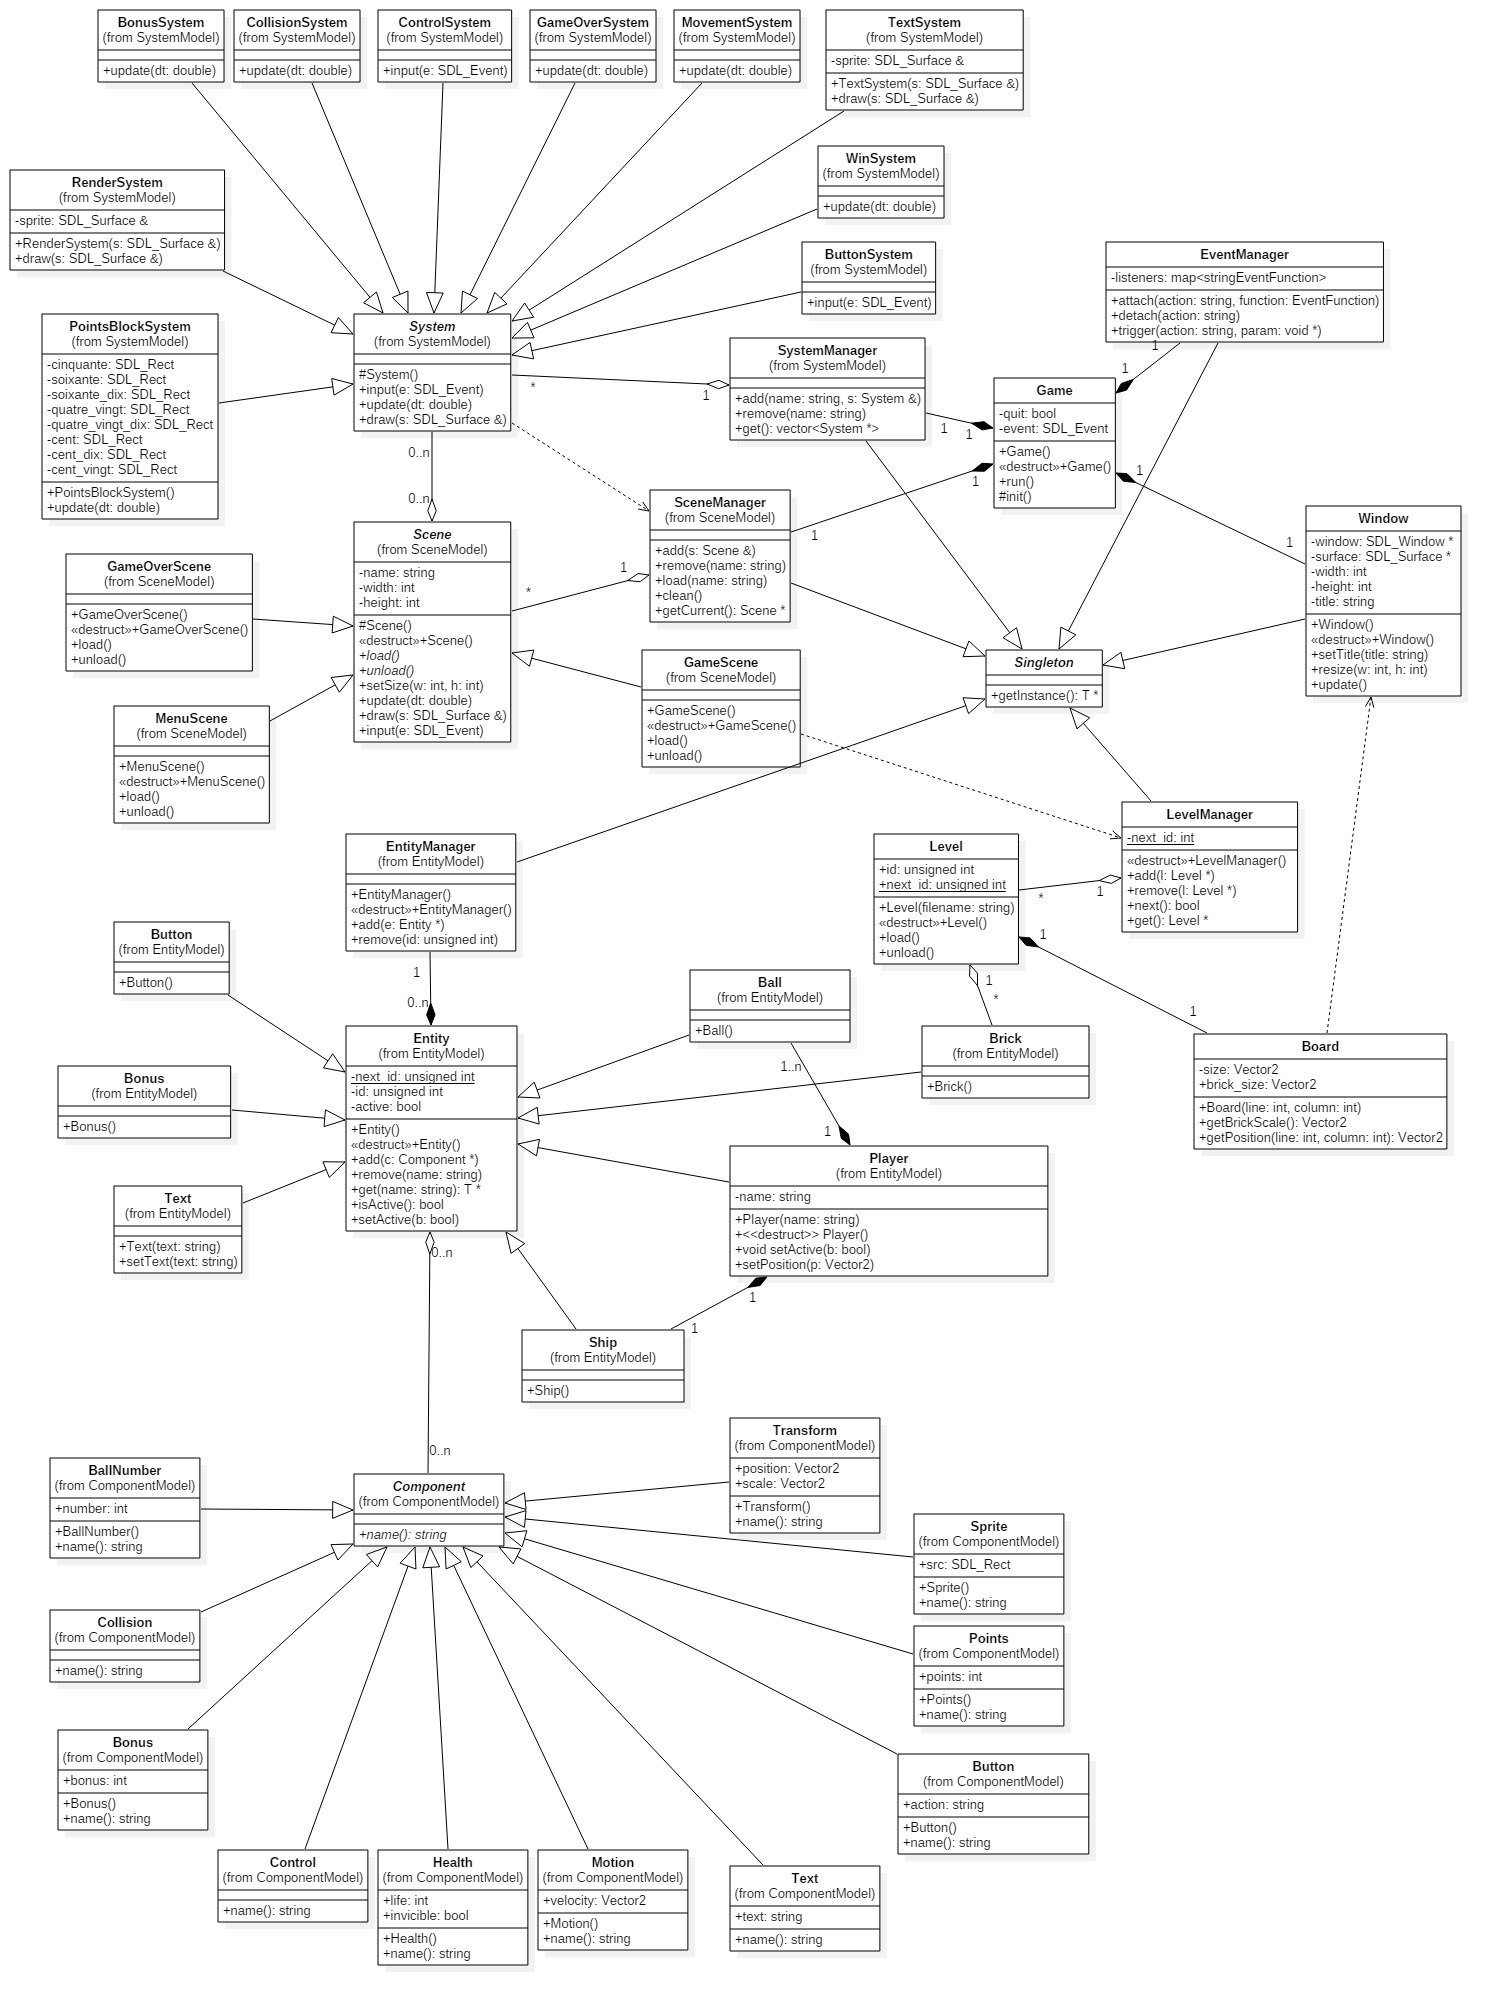 BonusSystem
(from SystemModel)
+update(dt: double)
CollisionSystem
(from SystemModel)
+update(dt: double)
ControlSystem
(from SystemModel)
+input(e: SDL_Event)
GameOverSystem
(from SystemModel)
+update(dt: double)
MovementSystem
(from SystemModel)
+update(dt: double)
TextSystem
(from SystemModel)
-sprite: SDL_Surface &
+TextSystem(s: SDL_Surface &)
+draw(s: SDL_Surface &)
WinSystem
(from SystemModel)
+update(dt: double)
RenderSystem
(from SystemModel)
-sprite: SDL_Surface &
+RenderSystem(s: SDL_Surface &)
+draw(s: SDL_Surface &)
ButtonSystem
(from SystemModel)
+input(e: SDL_Event)
EventManager
-listeners: map<stringEventFunction>
+attach(action: string, function: EventFunction)
+detach(action: string)
+trigger(action: string, param: void *)
1
1
PointsBlockSystem
(from SystemModel)
-cinquante: SDL_Rect
-soixante: SDL_Rect
-soixante_dix: SDL_Rect
-quatre_vingt: SDL_Rect
-quatre_vingt_dix: SDL_Rect
-cent: SDL_Rect
-cent_dix: SDL_Rect
-cent_vingt: SDL_Rect
+PointsBlockSystem()
+update(dt: double)
System
(from SystemModel)
#System()
+input(e: SDL_Event)
+update(dt: double)
+draw(s: SDL_Surface &)
*
1
SystemManager
(from SystemModel)
+add(name: string, s: System &)
+remove(name: string)
+get(): vector<System *>
1
1
Game
-quit: bool
-event: SDL_Event
+Game()
«destruct»+Game()
+run()
#init()
1
1
1
1
0..n
0..n
Window
-window: SDL_Window *
-surface: SDL_Surface *
-width: int
-height: int
-title: string
+Window()
«destruct»+Window()
+setTitle(title: string)
+resize(w: int, h: int)
+update()
SceneManager
(from SceneModel)
+add(s: Scene &)
+remove(name: string)
+load(name: string)
+clean()
+getCurrent(): Scene *
1
*
Scene
(from SceneModel)
-name: string
-width: int
-height: int
#Scene()
«destruct»+Scene()
+load()
+unload()
+setSize(w: int, h: int)
+update(dt: double)
+draw(s: SDL_Surface &)
+input(e: SDL_Event)
GameOverScene
(from SceneModel)
+GameOverScene()
«destruct»+GameOverScene()
+load()
+unload()
MenuScene
(from SceneModel)
+MenuScene()
«destruct»+MenuScene()
+load()
+unload()
GameScene
(from SceneModel)
+GameScene()
«destruct»+GameScene()
+load()
+unload()
Singleton
+getInstance(): T *
LevelManager
-next_id: int
«destruct»+LevelManager()
+add(l: Level *)
+remove(l: Level *)
+next(): bool
+get(): Level *
1
*
Level
+id: unsigned int
+next_id: unsigned int
+Level(filename: string)
«destruct»+Level()
+load()
+unload()
1
1
1
*
EntityManager
(from EntityModel)
+EntityManager()
«destruct»+EntityManager()
+add(e: Entity *)
+remove(id: unsigned int)
1
0..n
Button
(from EntityModel)
+Button()
Ball
(from EntityModel)
+Ball()
1..n
1
Brick
(from EntityModel)
+Brick()
Board
-size: Vector2
+brick_size: Vector2
+Board(line: int, column: int)
+getBrickScale(): Vector2
+getPosition(line: int, column: int): Vector2
Entity
(from EntityModel)
-next_id: unsigned int
-id: unsigned int
-active: bool
+Entity()
«destruct»+Entity()
+add(c: Component *)
+remove(name: string)
+get(name: string): T *
+isActive(): bool
+setActive(b: bool)
Bonus
(from EntityModel)
+Bonus()
Text
(from EntityModel)
+Text(text: string)
+setText(text: string)
Player
(from EntityModel)
-name: string
+Player(name: string)
+<<destruct>> Player()
+void setActive(b: bool)
+setPosition(p: Vector2)
1
1
Ship
(from EntityModel)
+Ship()
0..n
0..n
Component
(from ComponentModel)
+name(): string
BallNumber
(from ComponentModel)
+number: int
+BallNumber()
+name(): string
Transform
(from ComponentModel)
+position: Vector2
+scale: Vector2
+Transform()
+name(): string
Sprite
(from ComponentModel)
+src: SDL_Rect
+Sprite()
+name(): string
Collision
(from ComponentModel)
+name(): string
Points
(from ComponentModel)
+points: int
+Points()
+name(): string
Bonus
(from ComponentModel)
+bonus: int
+Bonus()
+name(): string
Button
(from ComponentModel)
+action: string
+Button()
+name(): string
Control
(from ComponentModel)
+name(): string
Health
(from ComponentModel)
+life: int
+invicible: bool
+Health()
+name(): string
Motion
(from ComponentModel)
+velocity: Vector2
+Motion()
+name(): string
Text
(from ComponentModel)
+text: string
+name(): string